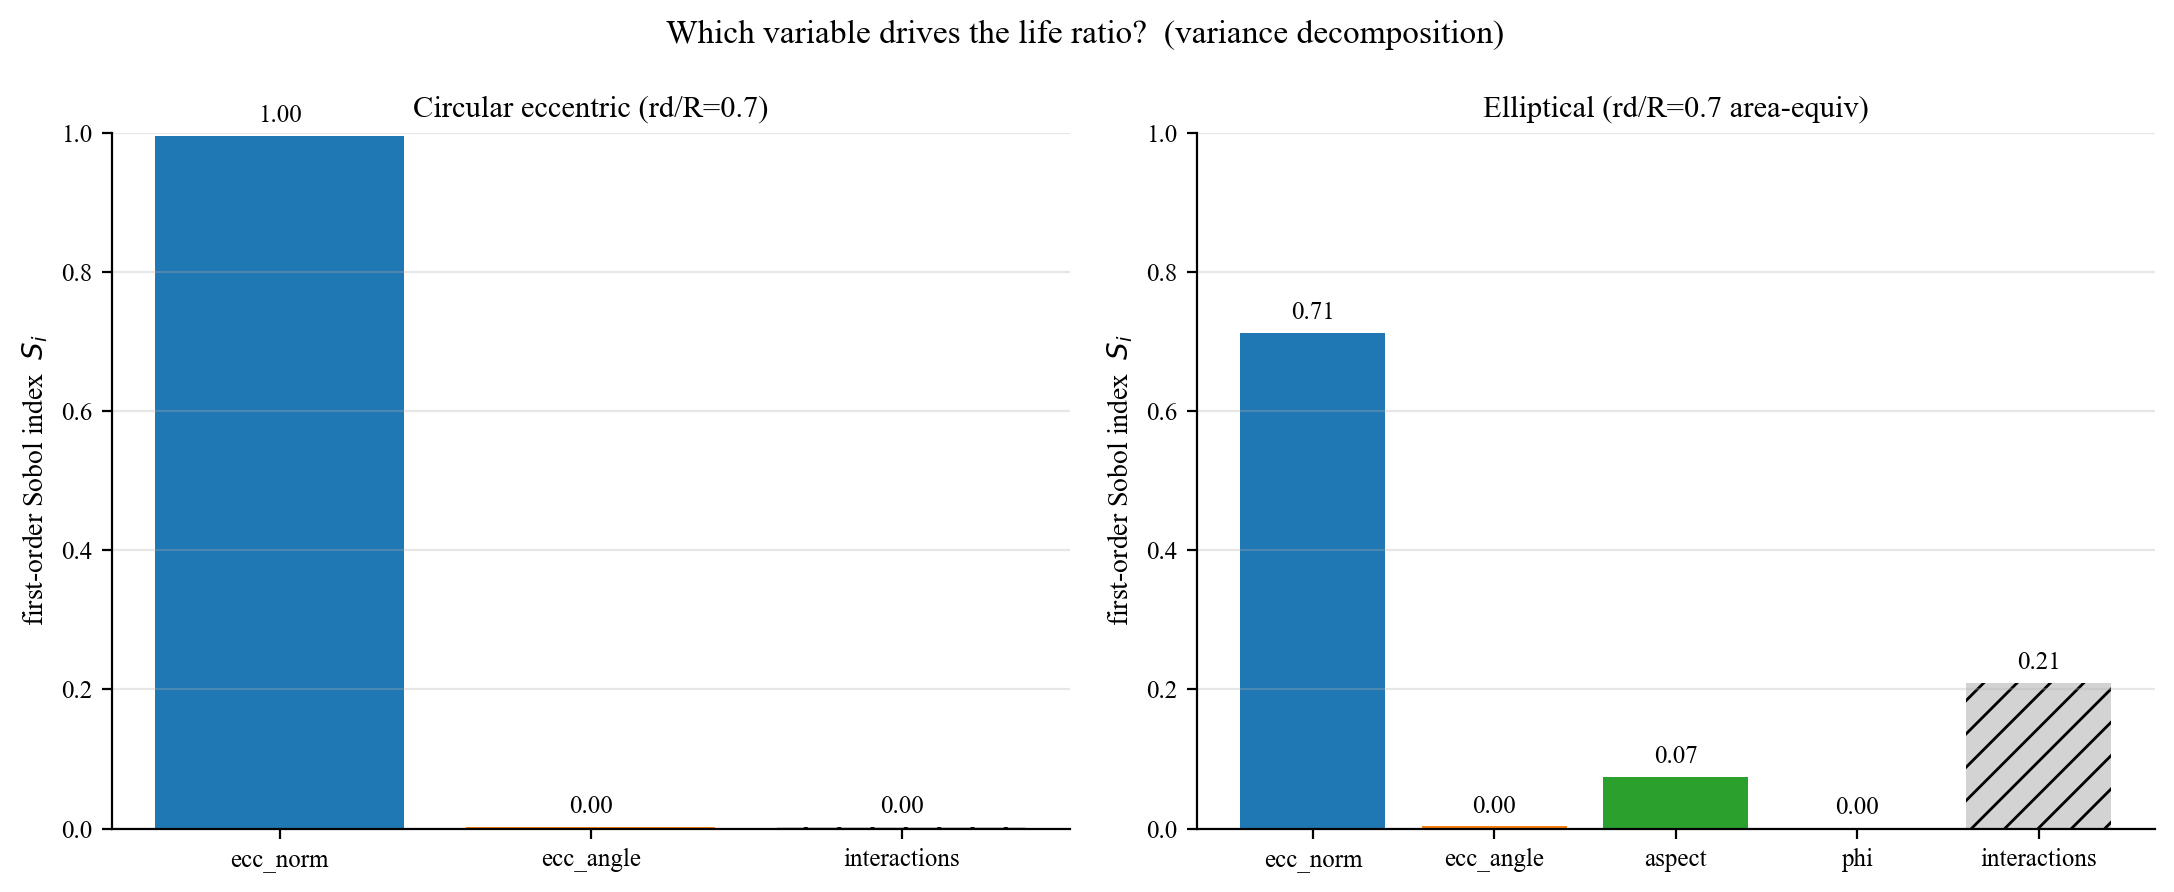 Which variable drives the life ratio?  (variance decomposition)
Circular eccentric (rd/R=0.7)
first-order Sobol index S_i
1.0
0.8
0.6
0.4
0.2
0.0
1.00
0.00
0.00
ecc_norm
ecc_angle
interactions
Elliptical (rd/R=0.7 area-equiv)
first-order Sobol index S_i
1.0
0.8
0.6
0.4
0.2
0.0
0.71
0.00
0.07
0.00
0.21
ecc_norm
ecc_angle
aspect
phi
interactions